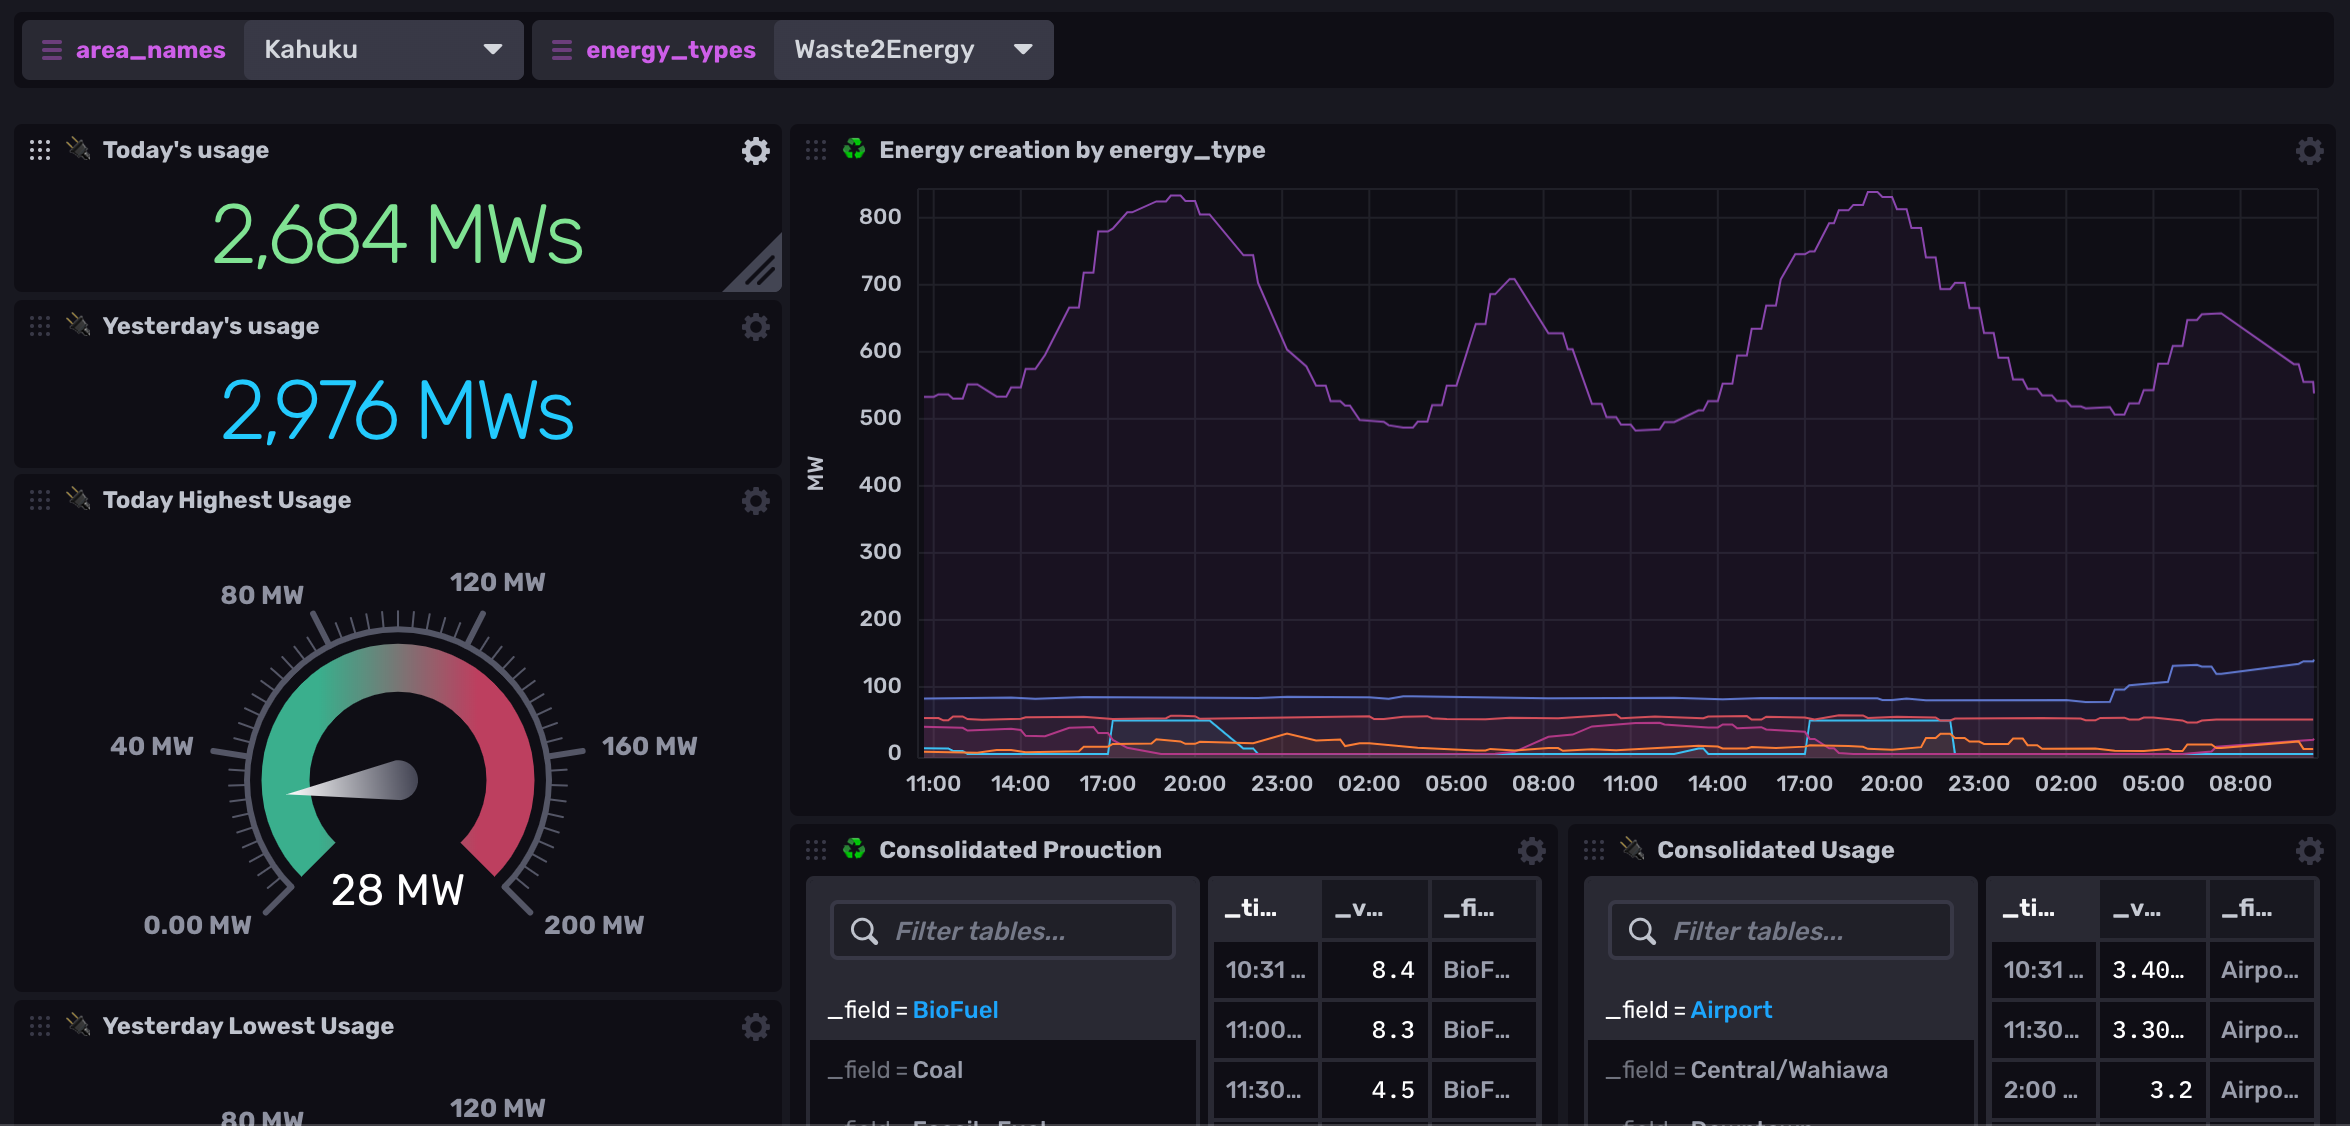 area_names Kahuku energy_types Waste2Energy
Today's usage
2,684 MWs
Yesterday's usage
2,976 MWs
Today Highest Usage
120 MW
80 MW
40 MW 160 MW
28 MW
0.00 MW 200 MW
Yesterday Lowest Usage
120 MW
80 MW
Energy creation by energy_type
800
700
600
500
MW
400
300
200
100
0
11:00 14:00 17:00 20:00 23:00 02:00 05:00 08:00 11:00 14:00 17:00 20:00 23:00 02:00 05:00 08:00
Consolidated Prouction
Filter tables...
_field = BioFuel
_field = Coal
_ti... _v... _fi...
10:31 ... 8.4 BioF...
11:00... 8.3 BioF...
11:30... 4.5 BioF...
Consolidated Usage
Filter tables...
_field = Airport
_field = Central/Wahiawa
_ti... _v... _fi...
10:31 ... 3.40... Airpo...
11:30... 3.30... Airpo...
2:00 ... 3.2 Airpo...